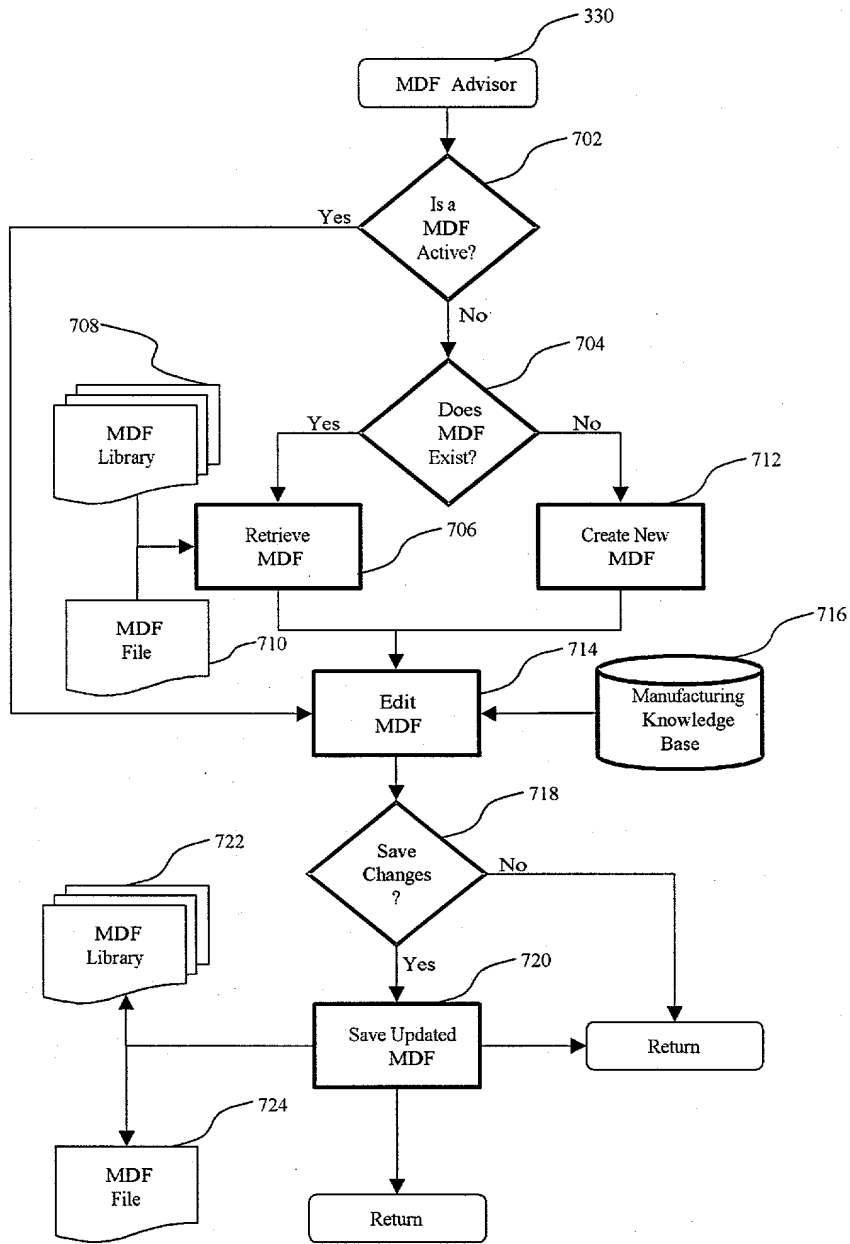 330
MDF Advisor
702
Is a
MDF
Active?
Yes
No
708
704
MDF
Library
Does
MDF
Exist?
Yes
No
712
Retrieve
MDF
706
Create New
MDF
MDF
File
710
714
716
Edit
MDF
Manufacturing
Knowledge
Base
718
722
Save
Changes
?
No
MDF
Library
Yes
720
Save Updated
MDF
Return
724
MDF
File
Return